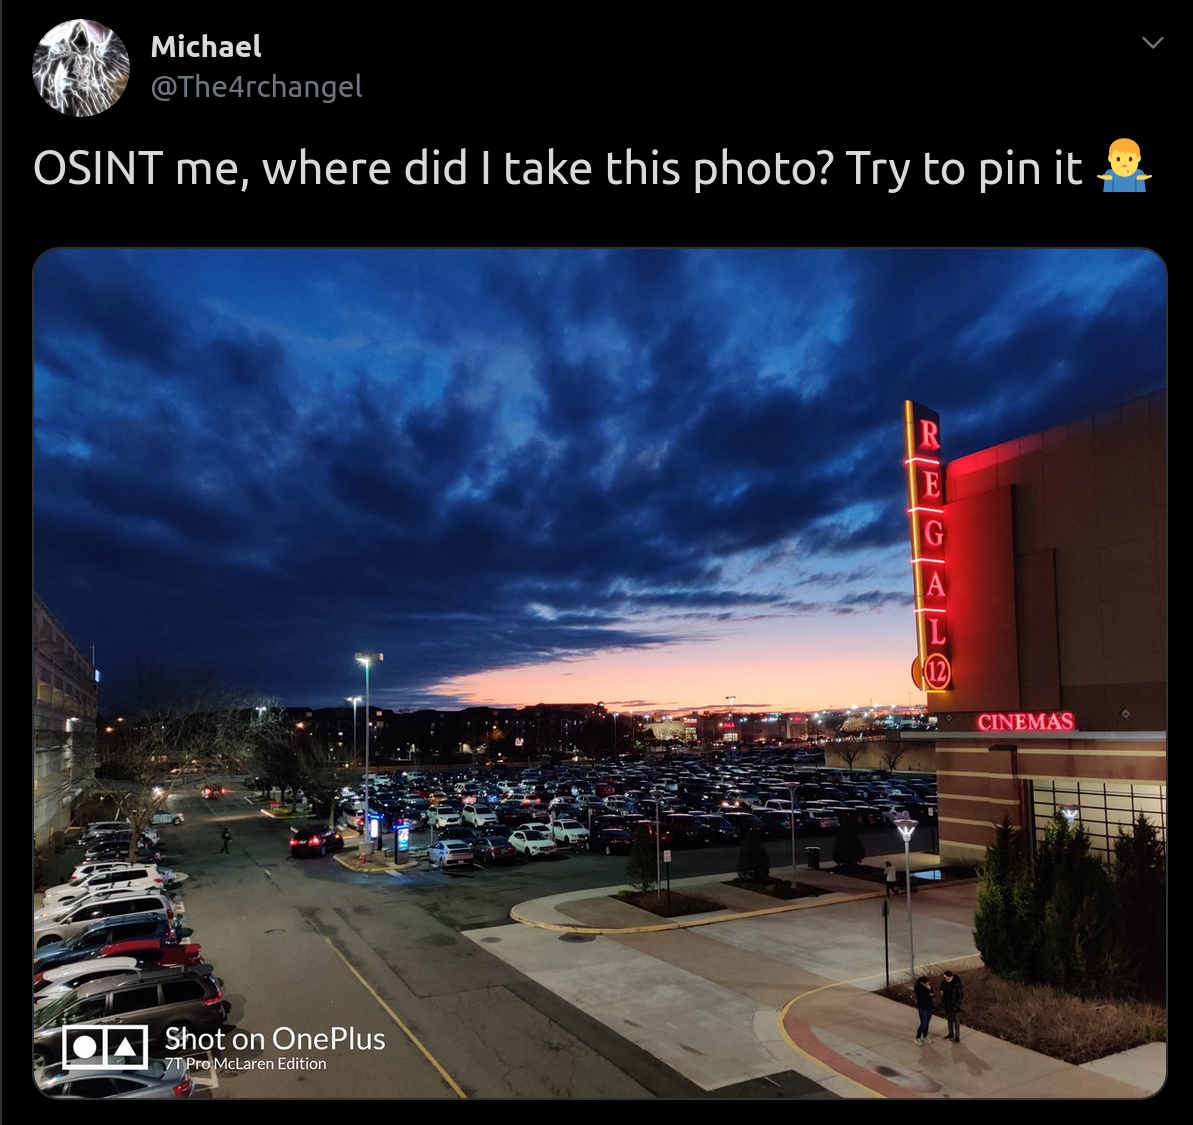 Michael
@The4rchangel
OSINT me, where did I take this photo? Try to pin it 🤷‍♂️
REGAL
12
CINEMAS
Shot on OnePlus
7T Pro McLaren Edition